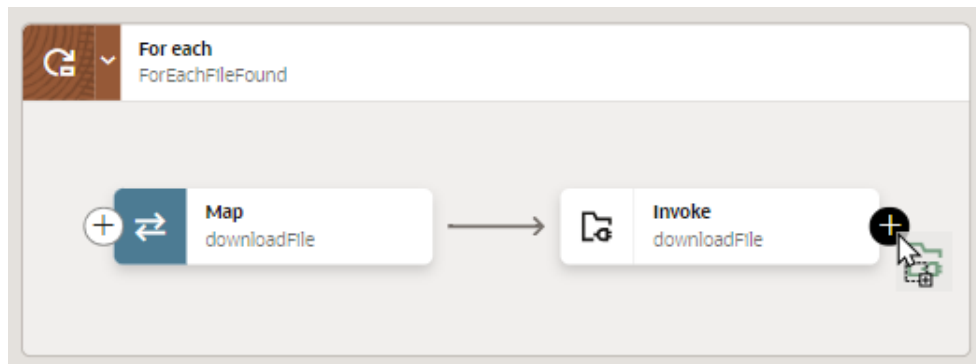 For each
ForEachFileFound
Map
downloadFile
Invoke
downloadFile